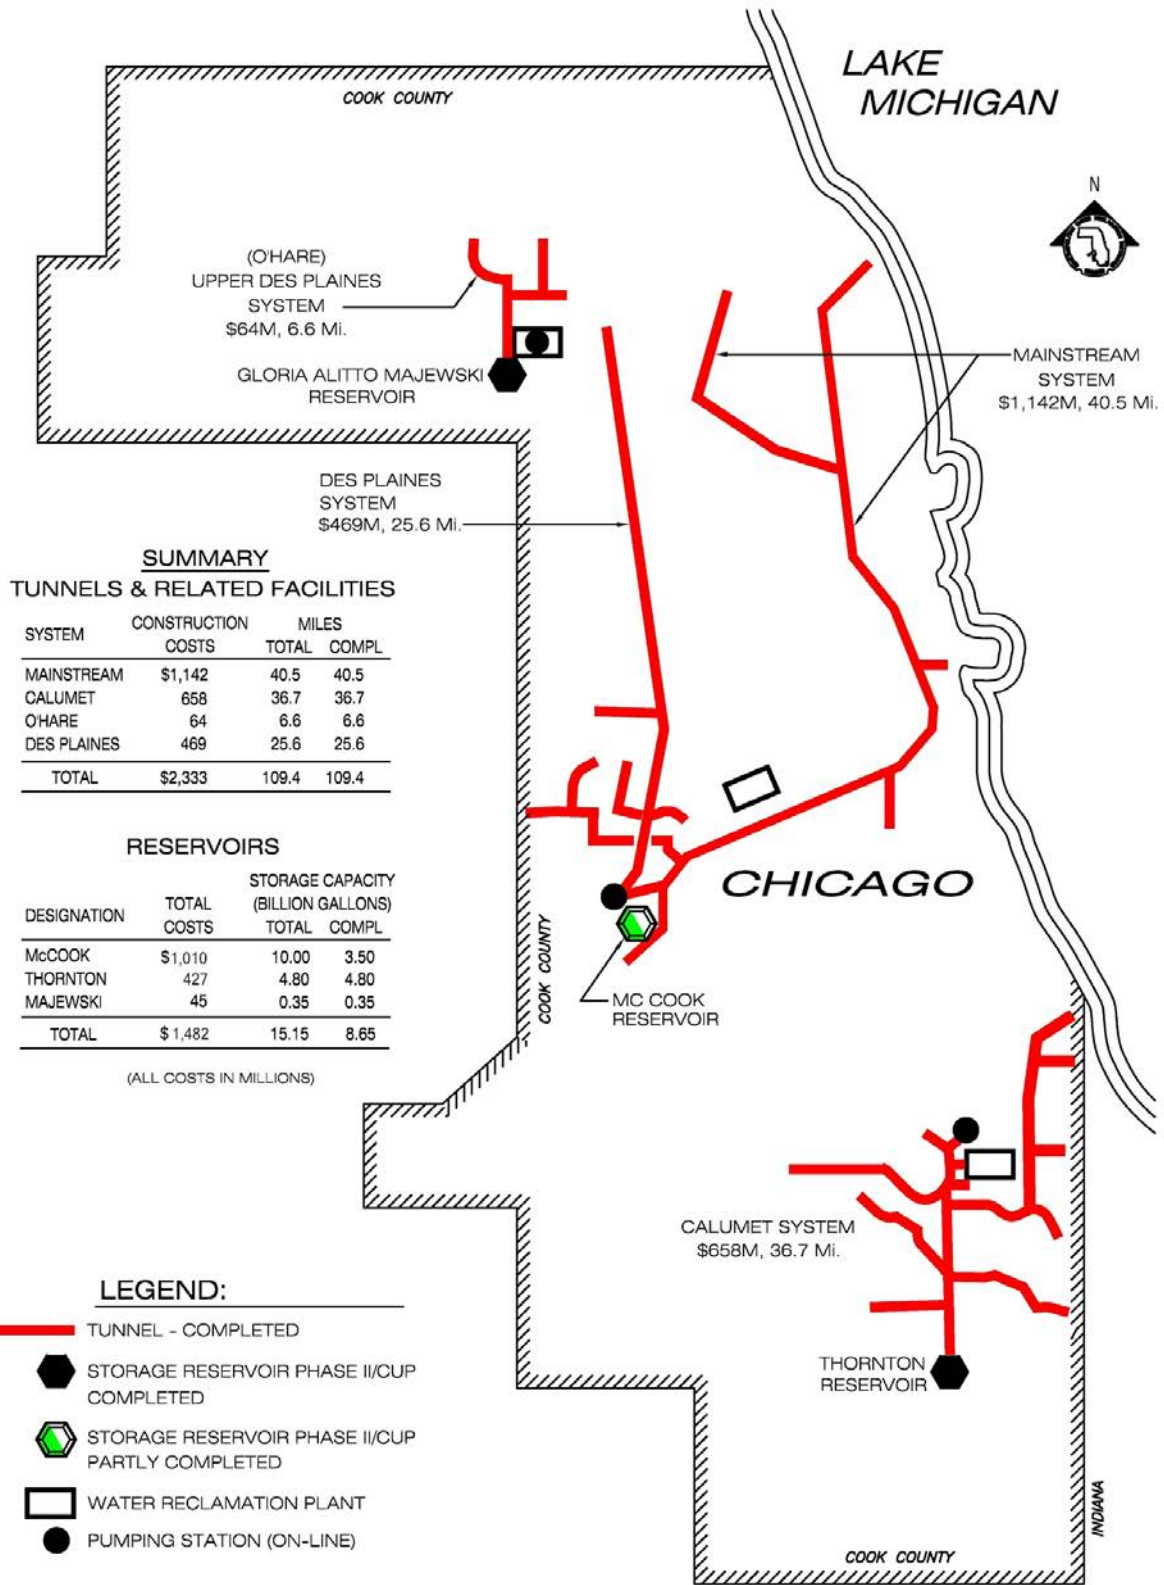 LAKE
MICHIGAN
COOK COUNTY
N
(O'HARE)
UPPER DES PLAINES
SYSTEM
$64M, 6.6 Mi.
GLORIA ALITTO MAJEWSKI
RESERVOIR
MAINSTREAM
SYSTEM
$1,142M, 40.5 Mi.
DES PLAINES
SYSTEM
$469M, 25.6 Mi.
SUMMARY
TUNNELS & RELATED FACILITIES
SYSTEM CONSTRUCTION MILES
COSTS TOTAL COMPL
MAINSTREAM $1,142 40.5 40.5
CALUMET 658 36.7 36.7
O'HARE 64 6.6 6.6
DES PLAINES 469 25.6 25.6
TOTAL $2,333 109.4 109.4
RESERVOIRS
STORAGE CAPACITY
DESIGNATION TOTAL (BILLION GALLONS)
COSTS TOTAL COMPL
McCOOK $1,010 10.00 3.50
THORNTON 427 4.80 4.80
MAJEWSKI 45 0.35 0.35
TOTAL $1,482 15.15 8.65
(ALL COSTS IN MILLIONS)
CHICAGO
COOK COUNTY
MC COOK
RESERVOIR
CALUMET SYSTEM
$658M, 36.7 Mi.
THORNTON
RESERVOIR
LEGEND:
TUNNEL - COMPLETED
STORAGE RESERVOIR PHASE II/CUP
COMPLETED
STORAGE RESERVOIR PHASE II/CUP
PARTLY COMPLETED
WATER RECLAMATION PLANT
PUMPING STATION (ON-LINE)
INDIANA
COOK COUNTY